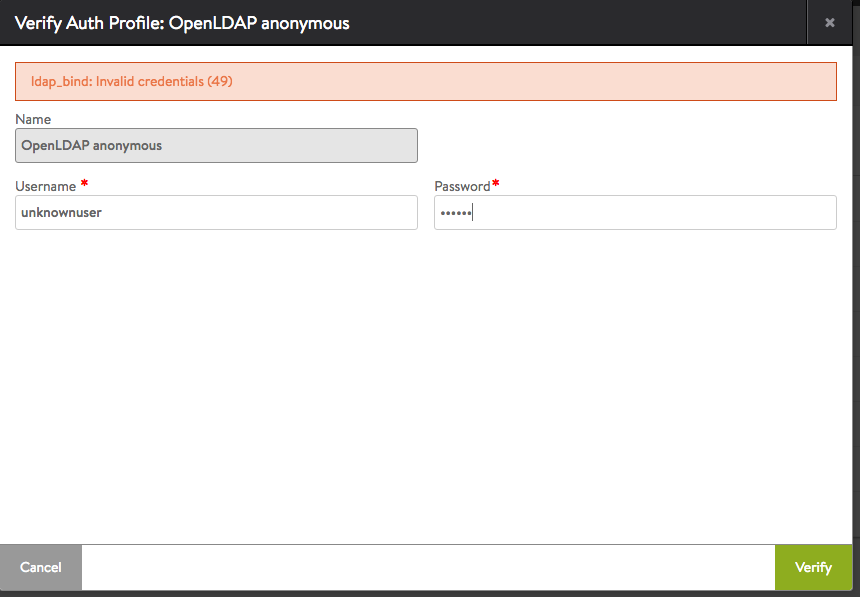 Verify Auth Profile: OpenLDAP anonymous ×
ldap_bind: Invalid credentials (49)
Name
OpenLDAP anonymous
Username * Password*
unknownuser ••••••
Cancel Verify